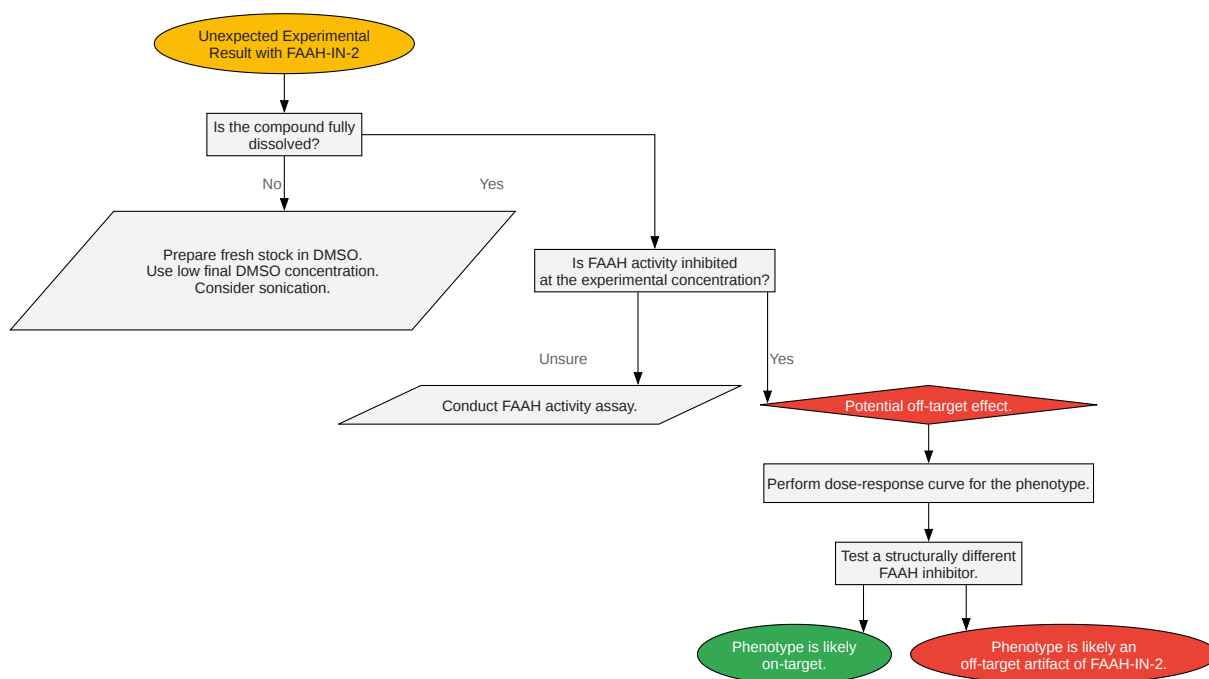 Unexpected Experimental
Result with FAAH-IN-2
Is the compound fully
dissolved?
No
Yes
Prepare fresh stock in DMSO.
Use low final DMSO concentration.
Consider sonication.
Is FAAH activity inhibited
at the experimental concentration?
Unsure
Yes
Conduct FAAH activity assay.
Potential off-target effect.
Perform dose-response curve for the phenotype.
Test a structurally different
FAAH inhibitor.
Phenotype is likely
on-target.
Phenotype is likely an
off-target artifact of FAAH-IN-2.